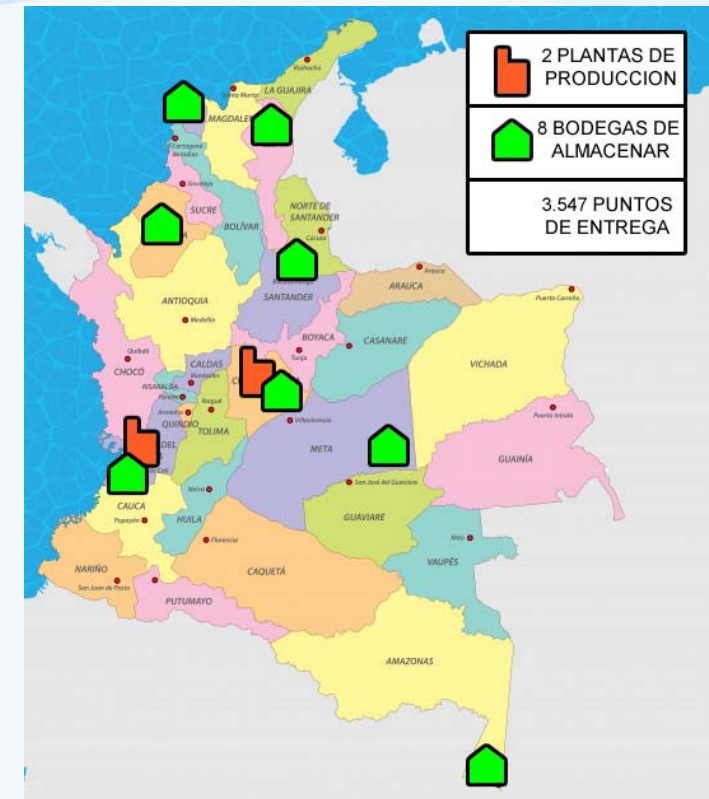 2 PLANTAS DE
PRODUCCION
8 BODEGAS DE
ALMACENAR
3.547 PUNTOS
DE ENTREGA
Riohacha
LA GUAJIRA
Santa Marta
Cartagena
Sincelejo
SUCRE
BOLÍVAR
NORTE DE
SANTANDER
Cúcuta
SANTANDER
ARAUCA
Arauca
Puerto Carreño
ANTIOQUIA
Medellín
BOYACA
Tunja
CASANARE
VICHADA
Quibdó
CHOCÓ
CALDAS
Manizales
RISARALDA
Pereira
Armenia
QUINDÍO
Ibagué
TOLIMA
Villavicencio
META
Puerto Inírida
GUAINÍA
San José del Guaviare
GUAVIARE
Cali
CAUCA
Popayán
Neiva
HUILA
Florencia
Mitú
VAUPÉS
NARIÑO
San Juan de Pasto
PUTUMAYO
CAQUETÁ
AMAZONAS